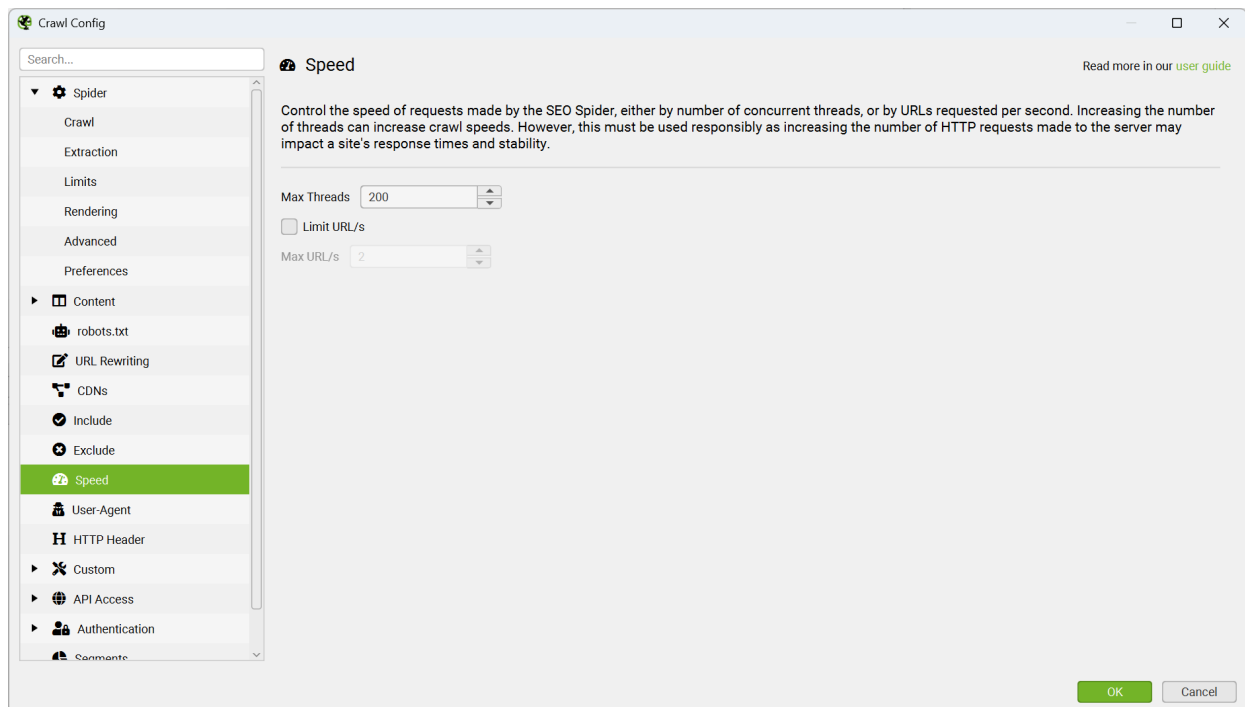 Crawl Config
Search...
Spider
Crawl
Extraction
Limits
Rendering
Advanced
Preferences
Content
robots.txt
URL Rewriting
CDNs
Include
Exclude
Speed
User-Agent
HTTP Header
Custom
API Access
Authentication
Segments
Speed
Read more in our user guide
Control the speed of requests made by the SEO Spider, either by number of concurrent threads, or by URLs requested per second. Increasing the number
of threads can increase crawl speeds. However, this must be used responsibly as increasing the number of HTTP requests made to the server may
impact a site's response times and stability.
Max Threads 200
Limit URL/s
Max URL/s 2
OK Cancel